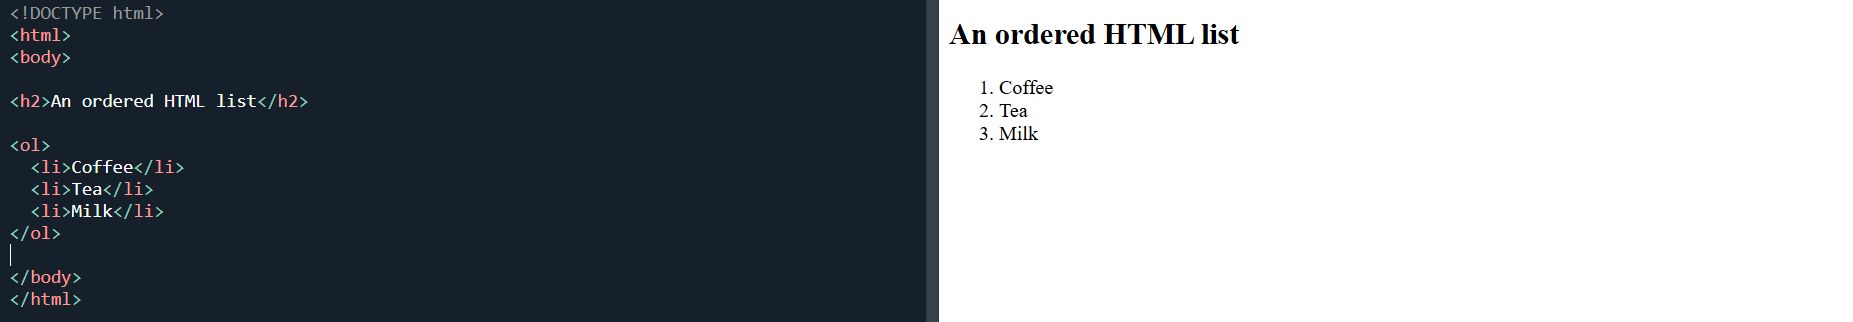 <!DOCTYPE html>
<html>
<body>
<h2>An ordered HTML list</h2>
<ol>
<li>Coffee</li>
<li>Tea</li>
<li>Milk</li>
</ol>
</body>
</html>
An ordered HTML list
1. Coffee
2. Tea
3. Milk